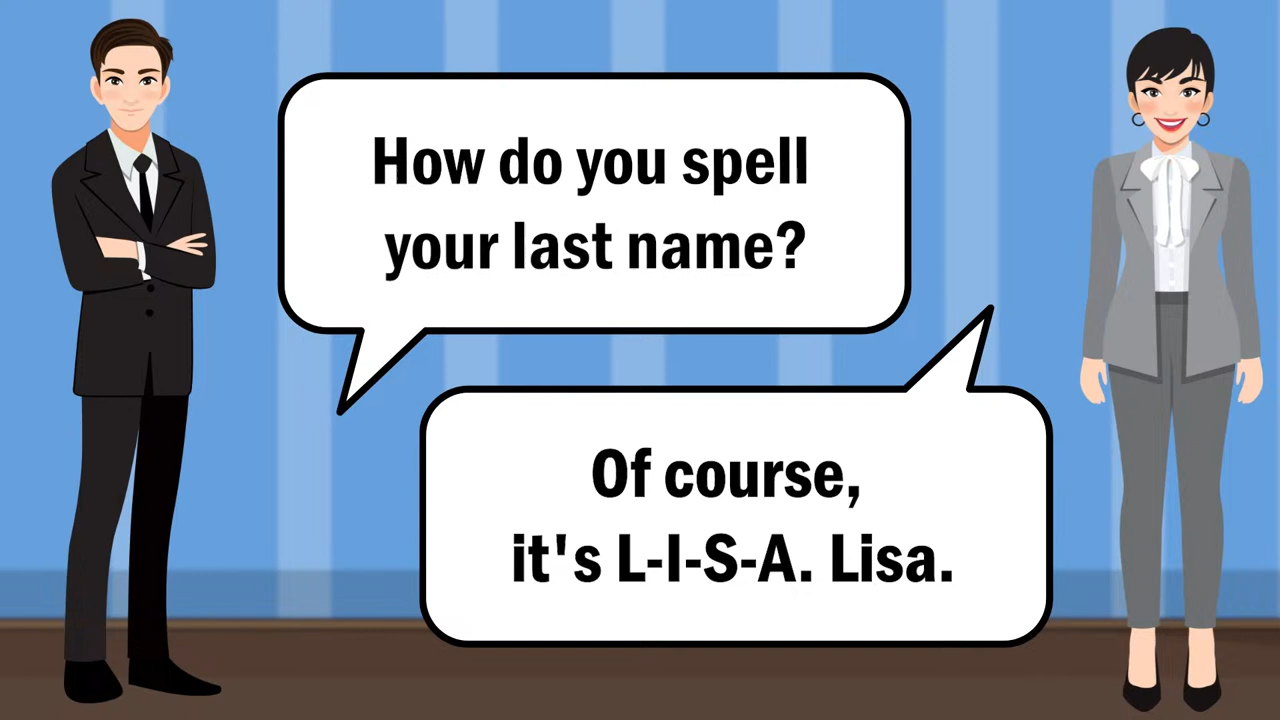 How do you spell
your last name?
Of course,
it's L-I-S-A. Lisa.